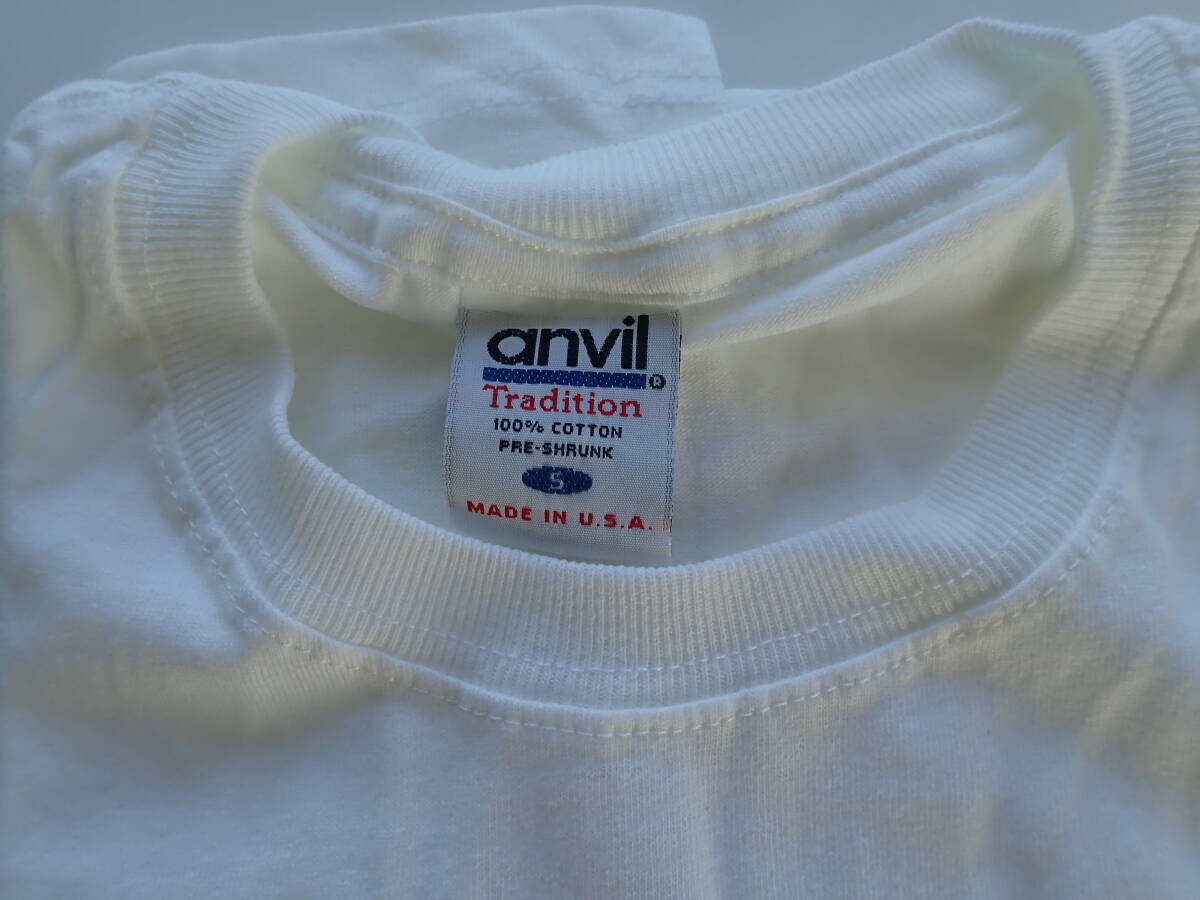 anvil
®
Tradition
100% COTTON
PRE-SHRUNK
S
MADE IN U.S.A.